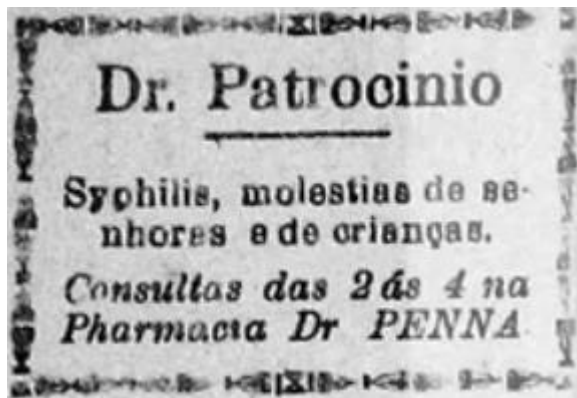 Dr. Patrocinio
Syphilis, molestias de se-
nhores e de crianças.
Consultas das 2 ás 4 na
Pharmacia Dr PENNA